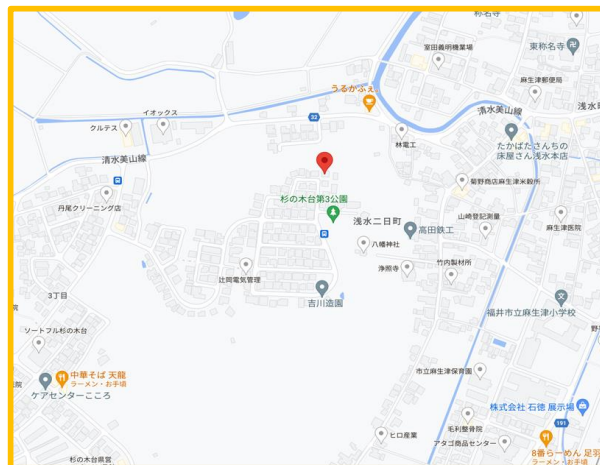 称名寺
室田義明機業場
東称名寺
麻生津郵便局
うるかふぇ
イオックス
清水美山線
浅水
クルテス
32
たかばたさんちの
床屋さん浅水本店
林電工
清水美山線
菊野商店麻生津米穀所
丹尾クリーニング店
杉の木台第3公園
浅水二日町
山崎登記測量
高田鉄工
麻生津医院
八幡神社
浄照寺
竹内製材所
辻岡電気管理
3丁目
吉川造園
福井市立麻生津小学校
ソートフル杉の木台
院
中華そば 天龍
ラーメン・お手頃
市立麻生津保育園
ケアセンターこころ
株式会社 石徳 展示場
毛利整骨院
191
ヒロ産業
アタゴ商品センター
8番らーめん 足羽
ラーメン・お手頃
杉の木台県営